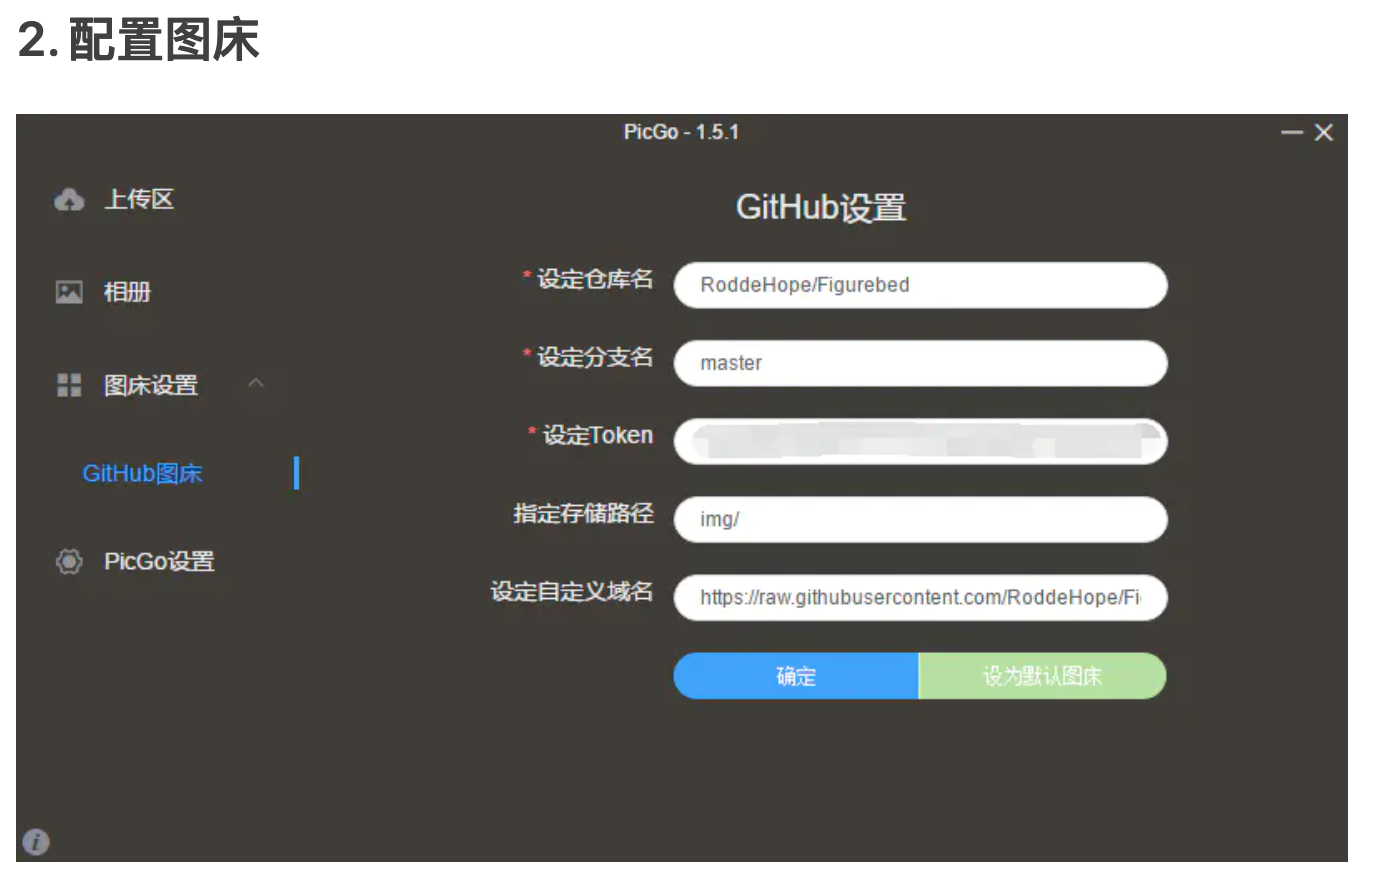 2. 配置图床
PicGo - 1.5.1
上传区
相册
图床设置
GitHub图床
PicGo设置
GitHub设置
* 设定仓库名
RoddeHope/Figurebed
* 设定分支名
master
* 设定Token
指定存储路径
img/
设定自定义域名
https://raw.githubusercontent.com/RoddeHope/Fi
确定
设为默认图床